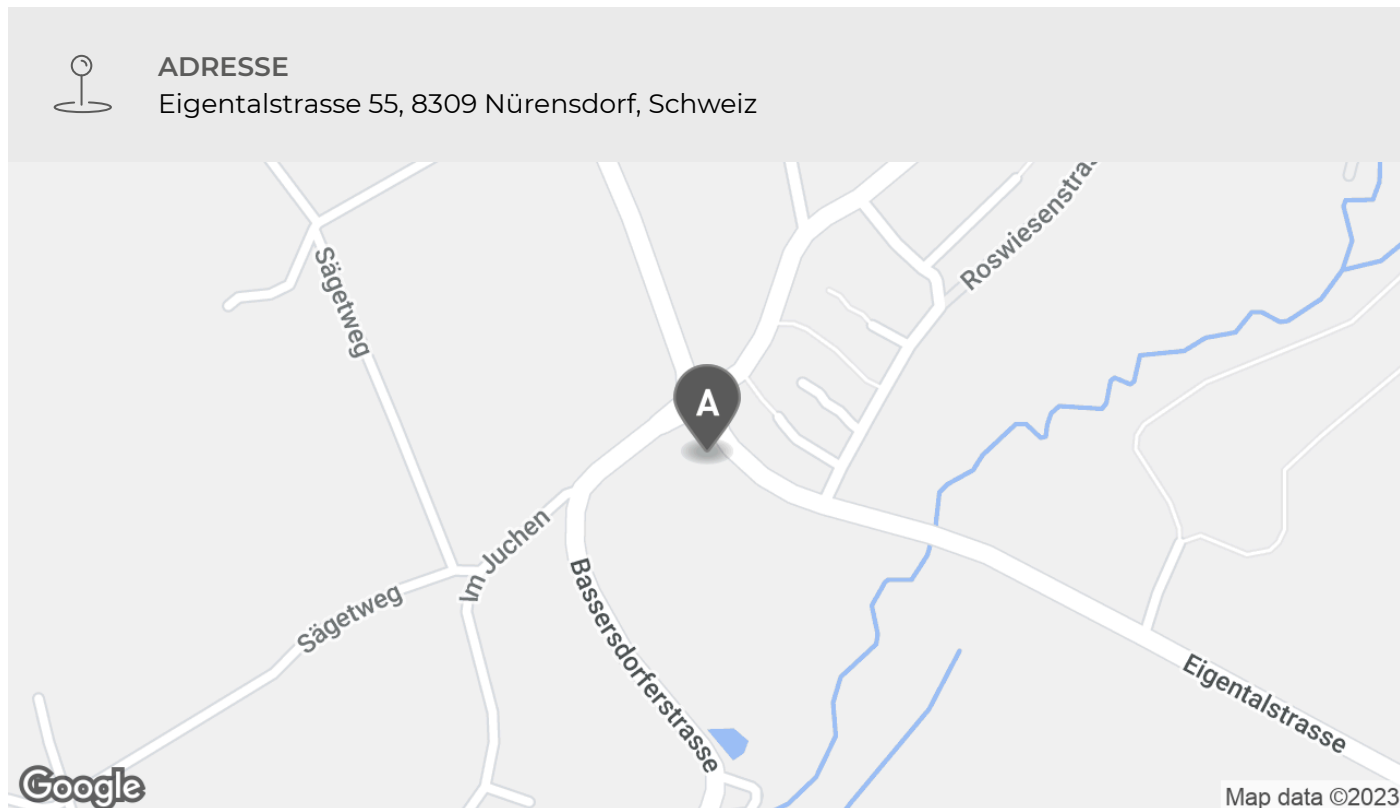 ADRESSE
Eigentalstrasse 55, 8309 Nürensdorf, Schweiz
Sägetweg
A
Im Juchen
Sägetweg
Bassersdorferstrasse
Eigentalstrasse
Google
Map data ©2023